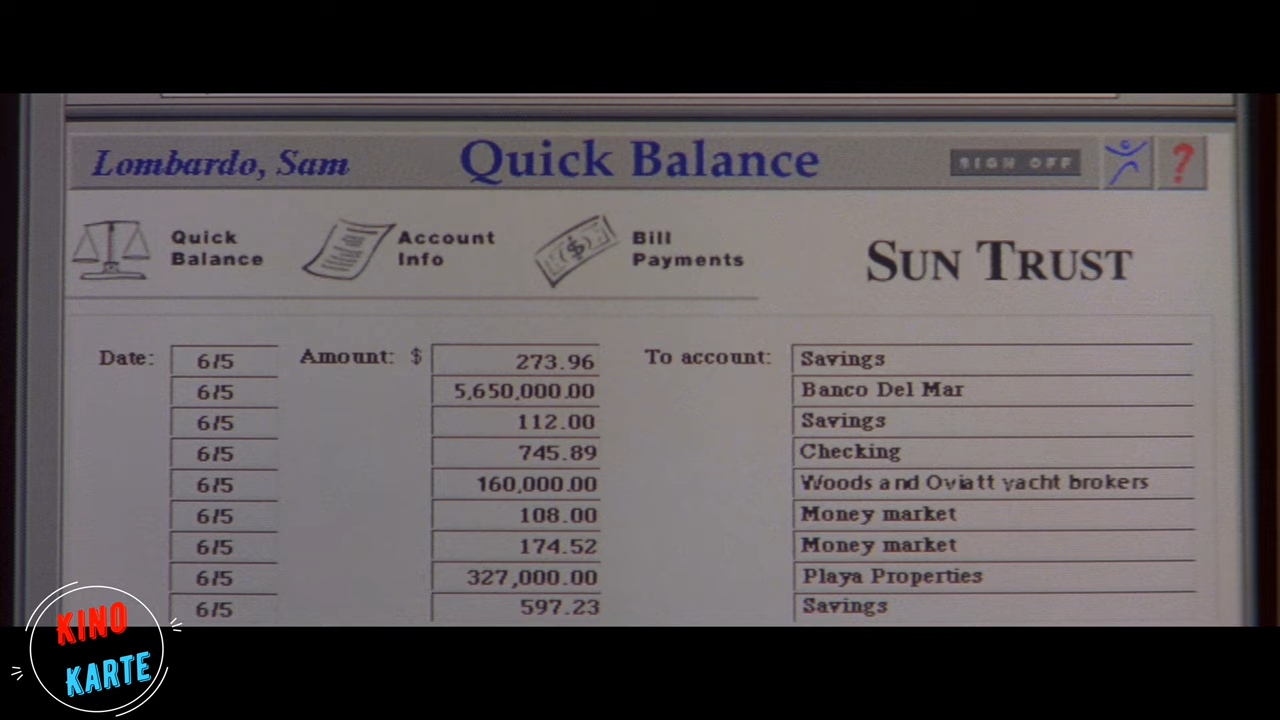 Lombardo, Sam Quick Balance SIGN OFF ?
Quick Balance
Account Info
Bill Payments
SUN TRUST
Date: 6/5 Amount: $ 273.96 To account: Savings
6/5 5,650,000.00 Banco Del Mar
6/5 112.00 Savings
6/5 745.89 Checking
6/5 160,000.00 Woods and Oviatt yacht brokers
6/5 108.00 Money market
6/5 174.52 Money market
6/5 327,000.00 Playa Properties
6/5 597.23 Savings
KINO
KARTE